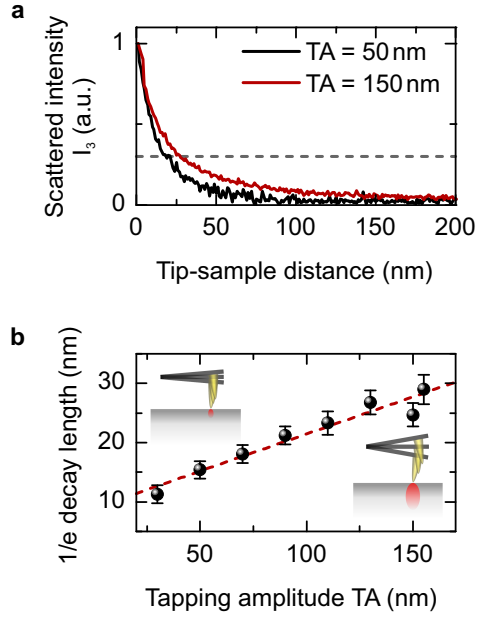 a
Scattered intensity
I₃ (a.u.)
1
0
TA = 50 nm
TA = 150 nm
0 50 100 150 200
Tip-sample distance (nm)
b
1/e decay length (nm)
30
20
10
50 100 150
Tapping amplitude TA (nm)